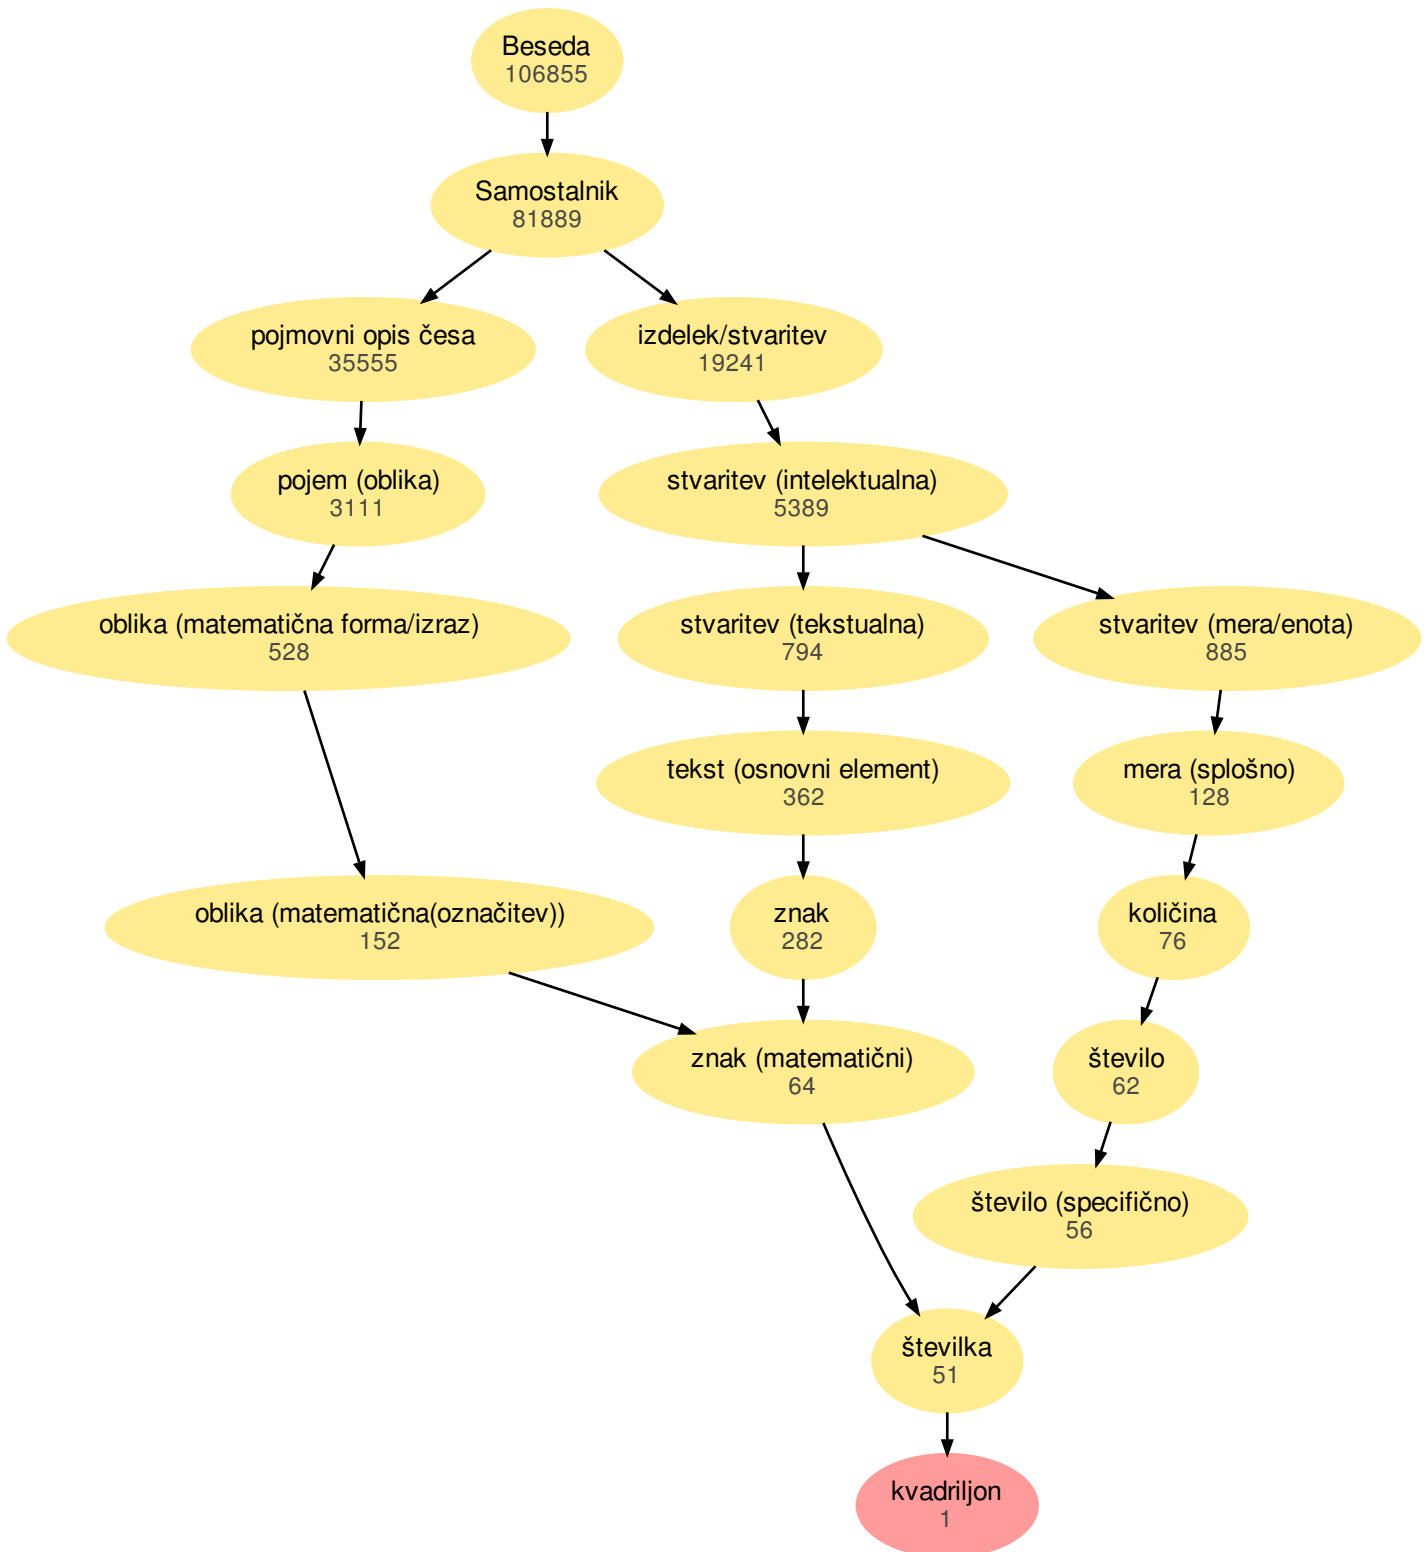 Beseda
106855
Samostalnik
81889
pojmovni opis česa
35555
izdelek/stvaritev
19241
pojem (oblika)
3111
stvaritev (intelektualna)
5389
oblika (matematična forma/izraz)
528
stvaritev (tekstualna)
794
stvaritev (mera/enota)
885
tekst (osnovni element)
362
mera (splošno)
128
oblika (matematična(označitev))
152
znak
282
količina
76
znak (matematični)
64
število
62
število (specifično)
56
številka
51
kvadriljon
1